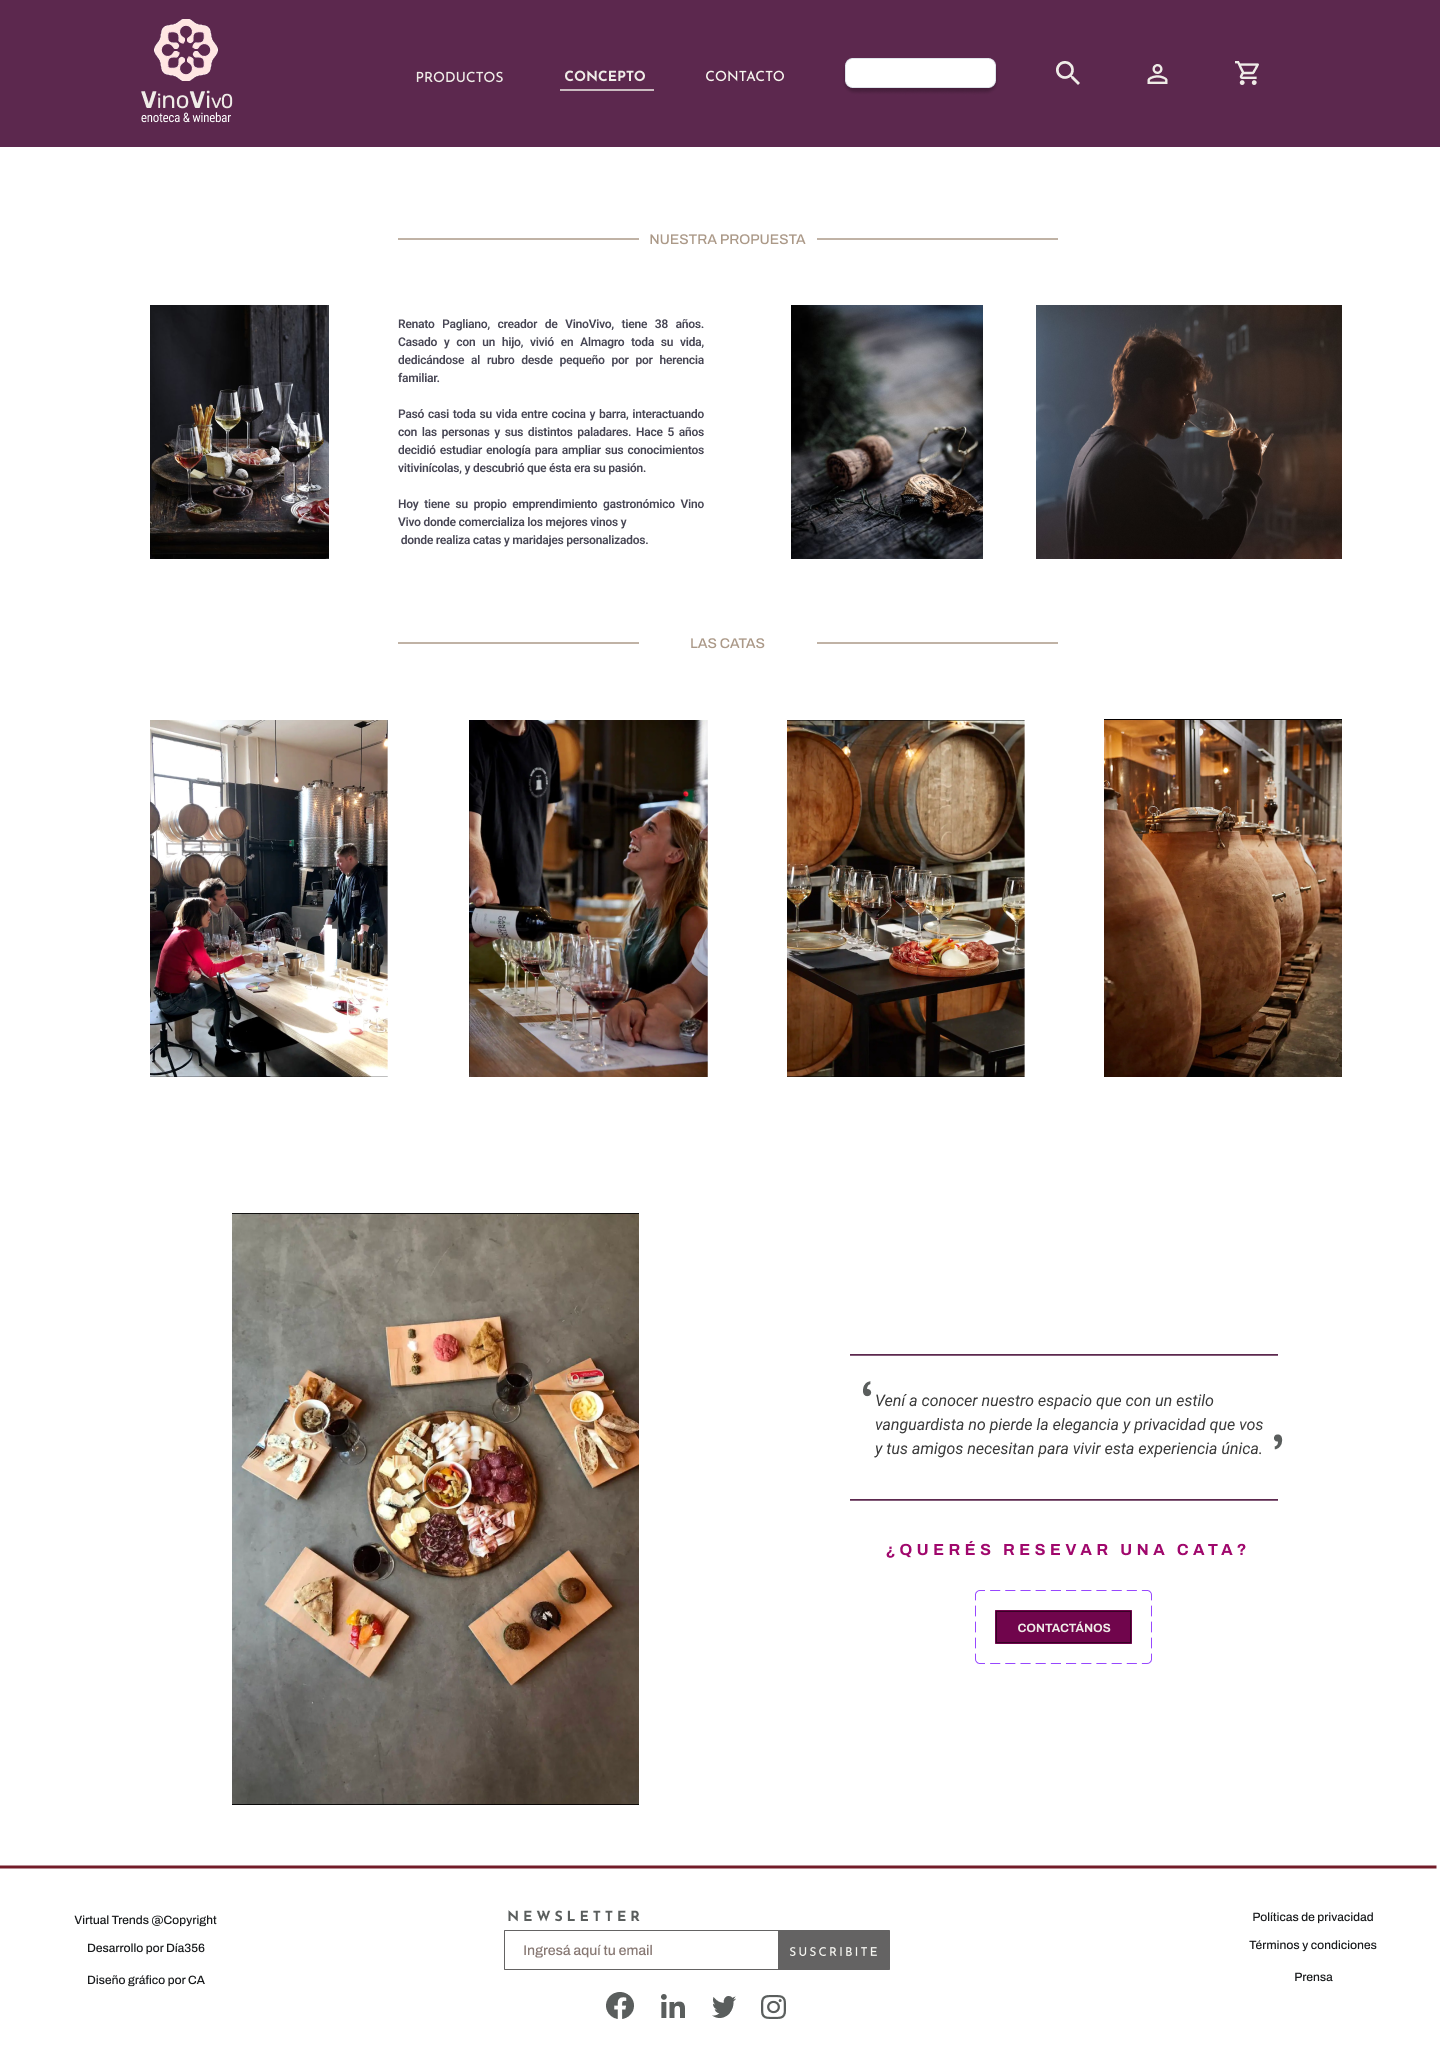 VinoVivo
enoteca & winebar
PRODUCTOS
CONCEPTO
CONTACTO
NUESTRA PROPUESTA
Renato Pagliano, creador de VinoVivo, tiene 38 años.
Casado y con un hijo, vivió en Almagro toda su vida,
dedicándose al rubro desde pequeño por por herencia
familiar.
Pasó casi toda su vida entre cocina y barra, interactuando
con las personas y sus distintos paladares. Hace 5 años
decidió estudiar enología para ampliar sus conocimientos
vitivinícolas, y descubrió que ésta era su pasión.
Hoy tiene su propio emprendimiento gastronómico Vino
Vivo donde comercializa los mejores vinos y
donde realiza catas y maridajes personalizados.
LAS CATAS
‘Vení a conocer nuestro espacio que con un estilo
vanguardista no pierde la elegancia y privacidad que vos
y tus amigos necesitan para vivir esta experiencia única.’
¿QUERÉS RESEVAR UNA CATA?
CONTACTÁNOS
Virtual Trends @Copyright
Desarrollo por Día356
Diseño gráfico por CA
NEWSLETTER
Ingresá aquí tu email
SUSCRIBITE
Políticas de privacidad
Términos y condiciones
Prensa